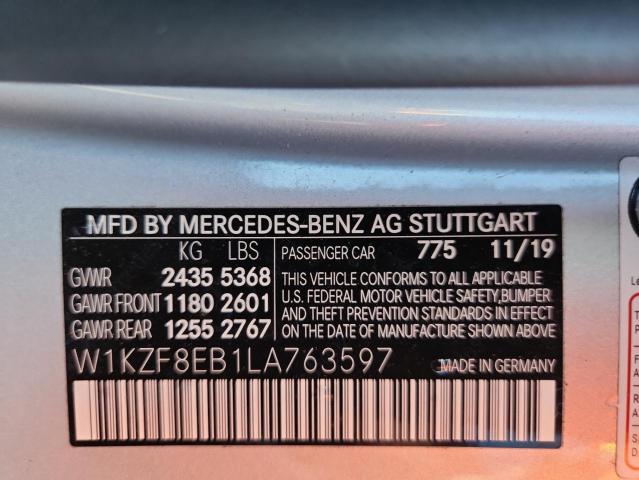 MFD BY MERCEDES-BENZ AG STUTTGART
KG LBS PASSENGER CAR 775 11/19
GVWR 2435 5368 THIS VEHICLE CONFORMS TO ALL APPLICABLE
GAWR FRONT 1180 2601 U.S. FEDERAL MOTOR VEHICLE SAFETY, BUMPER
GAWR REAR 1255 2767 AND THEFT PREVENTION STANDARDS IN EFFECT
ON THE DATE OF MANUFACTURE SHOWN ABOVE.
W1KZF8EB1LA763597 MADE IN GERMANY